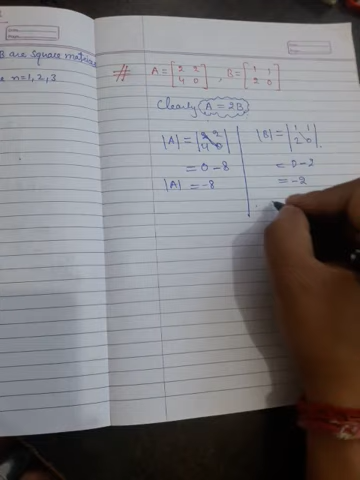 B are Square matrice
n=1,2,3
# A = [2 2 4 0] , B = [1 1 2 0]
Clearly A = 2B
|A| = |2 2 4 0|
= 0 - 8
|A| = -8
|B| = |1 1 2 0|
= 0 - 2
= -2